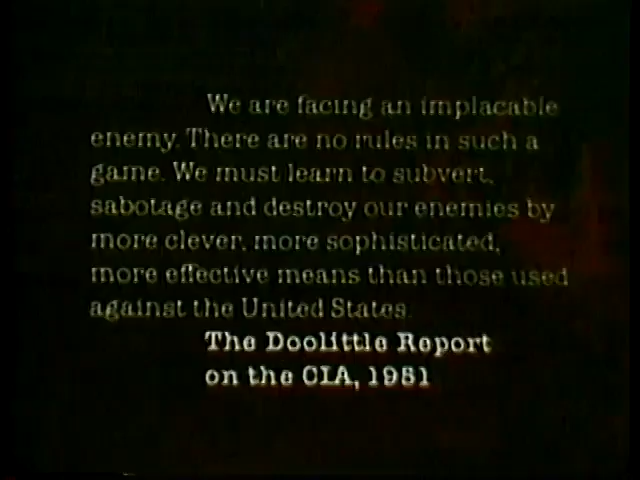 We are facing an implacable
enemy. There are no rules in such a
game. We must learn to subvert,
sabotage and destroy our enemies by
more clever, more sophisticated,
more effective means than those used
against the United States.
The Doolittle Report
on the CIA, 1951